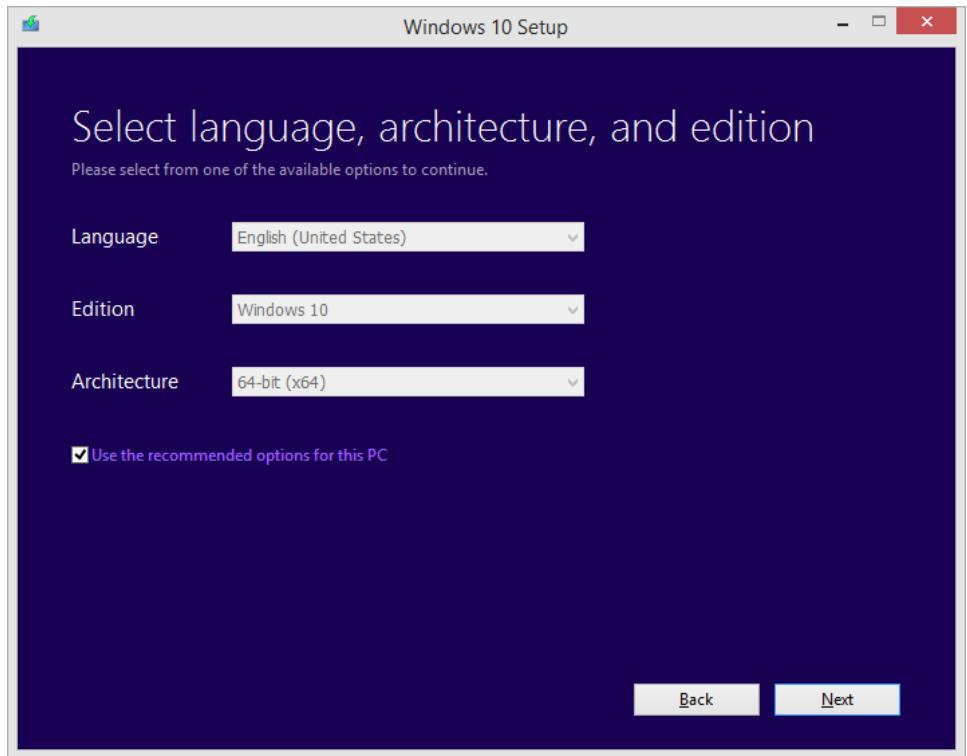 Windows 10 Setup
Select language, architecture, and edition
Please select from one of the available options to continue.
Language English (United States)
Edition Windows 10
Architecture 64-bit (x64)
Use the recommended options for this PC
Back Next